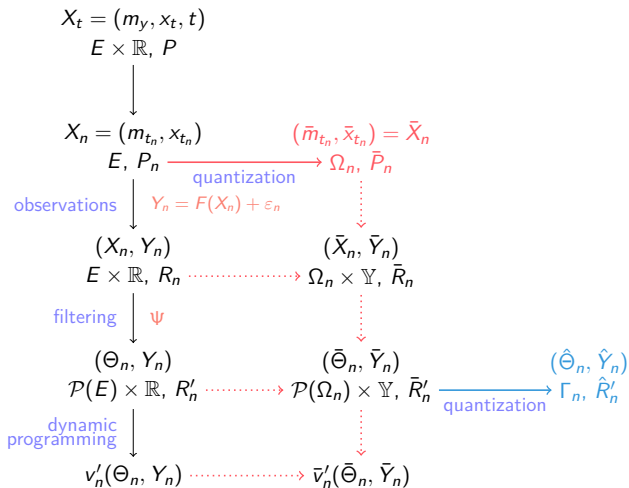 X_t = (m_y, x_t, t)
E × ℝ, P
X_n = (m_{t_n}, x_{t_n})
(m̄_{t_n}, x̄_{t_n}) = X̄_n
E, P_n
Ω_n, P̄_n
quantization
observations
Y_n = F(X_n) + ε_n
(X_n, Y_n)
(X̄_n, Ȳ_n)
E × ℝ, R_n
Ω_n × 𝕐, R̄_n
filtering
Ψ
(Θ_n, Y_n)
(Θ̄_n, Ȳ_n)
(Θ̂_n, Ŷ_n)
𝒫(E) × ℝ, R'_n
𝒫(Ω_n) × 𝕐, R̄'_n
Γ_n, R̂'_n
quantization
dynamic
programming
v'_n(Θ_n, Y_n)
v̄'_n(Θ̄_n, Ȳ_n)